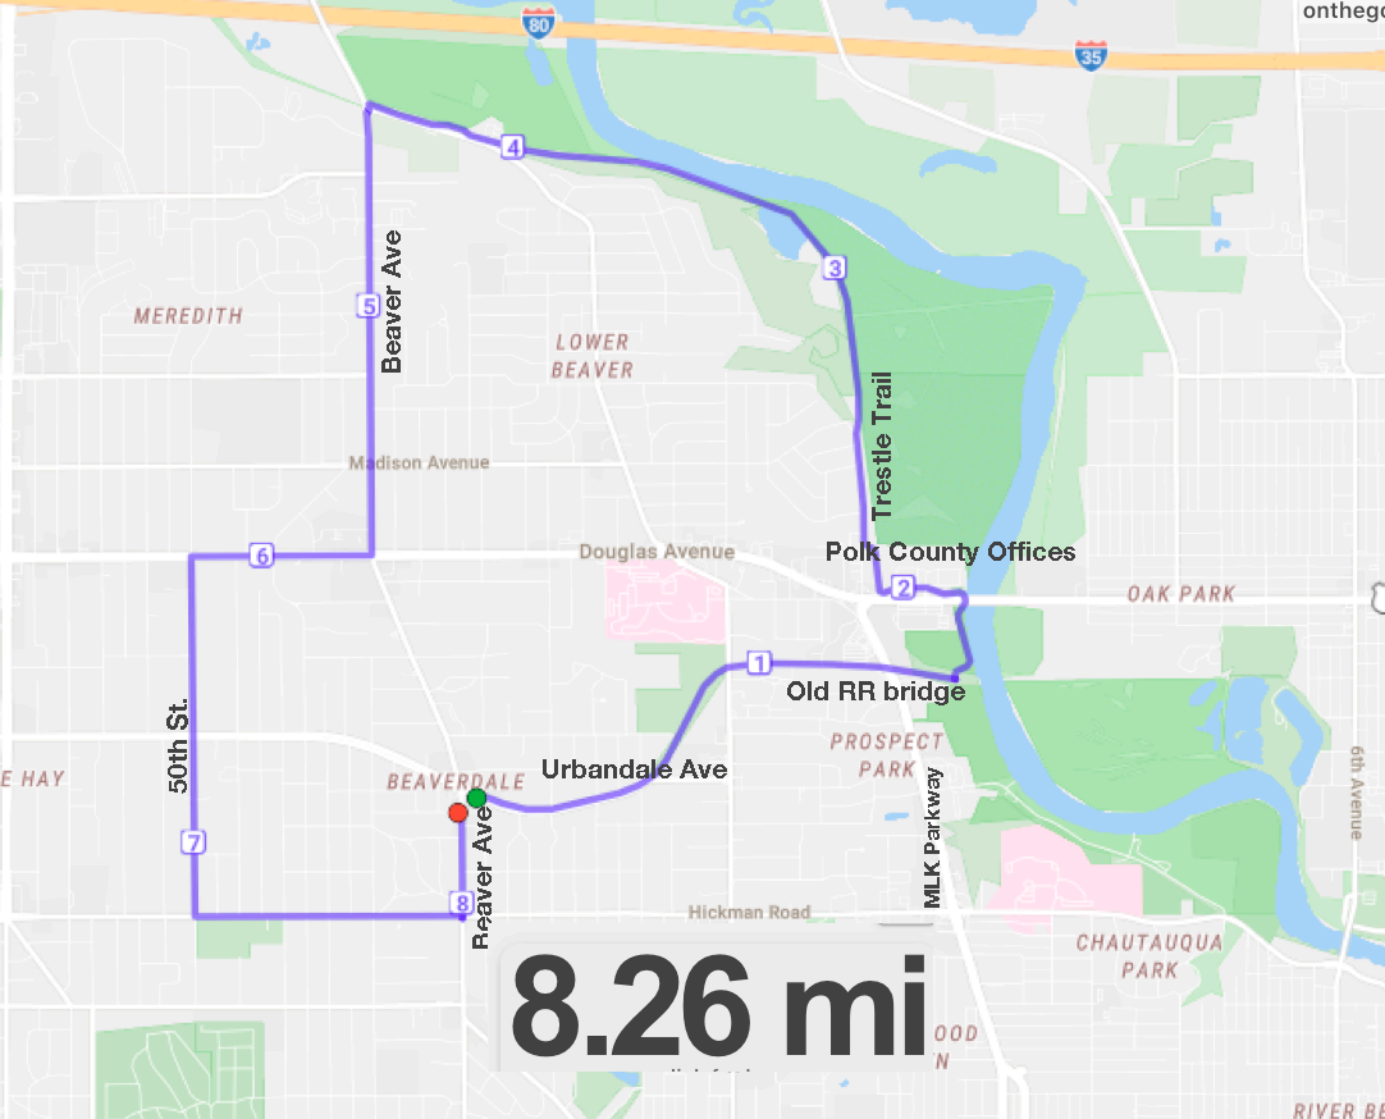 onthego
80
35
4
3
Beaver Ave
5
MEREDITH
LOWER
BEAVER
Trestle Trail
Madison Avenue
Douglas Avenue
6
Polk County Offices
2
OAK PARK
1
Old RR bridge
50th St.
PROSPECT
PARK
Urbandale Ave
BEAVERDALE
E HAY
6th Avenue
MLK Parkway
Beaver Ave
7
8
Hickman Road
CHAUTAUQUA
PARK
8.26 mi
OOD
N
RIVER BE